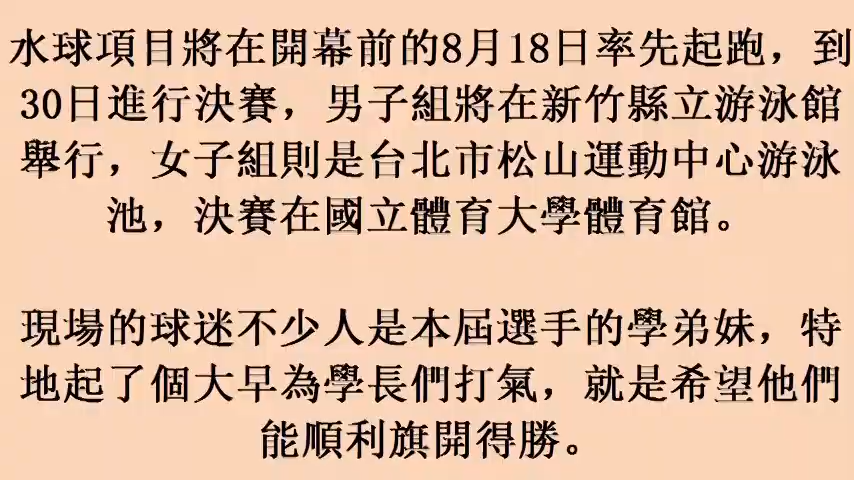 水球項目將在開幕前的8月18日率先起跑，到
30日進行決賽，男子組將在新竹縣立游泳館
舉行，女子組則是台北市松山運動中心游泳
池，決賽在國立體育大學體育館。
現場的球迷不少人是本屆選手的學弟妹，特
地起了個大早為學長們打氣，就是希望他們
能順利旗開得勝。